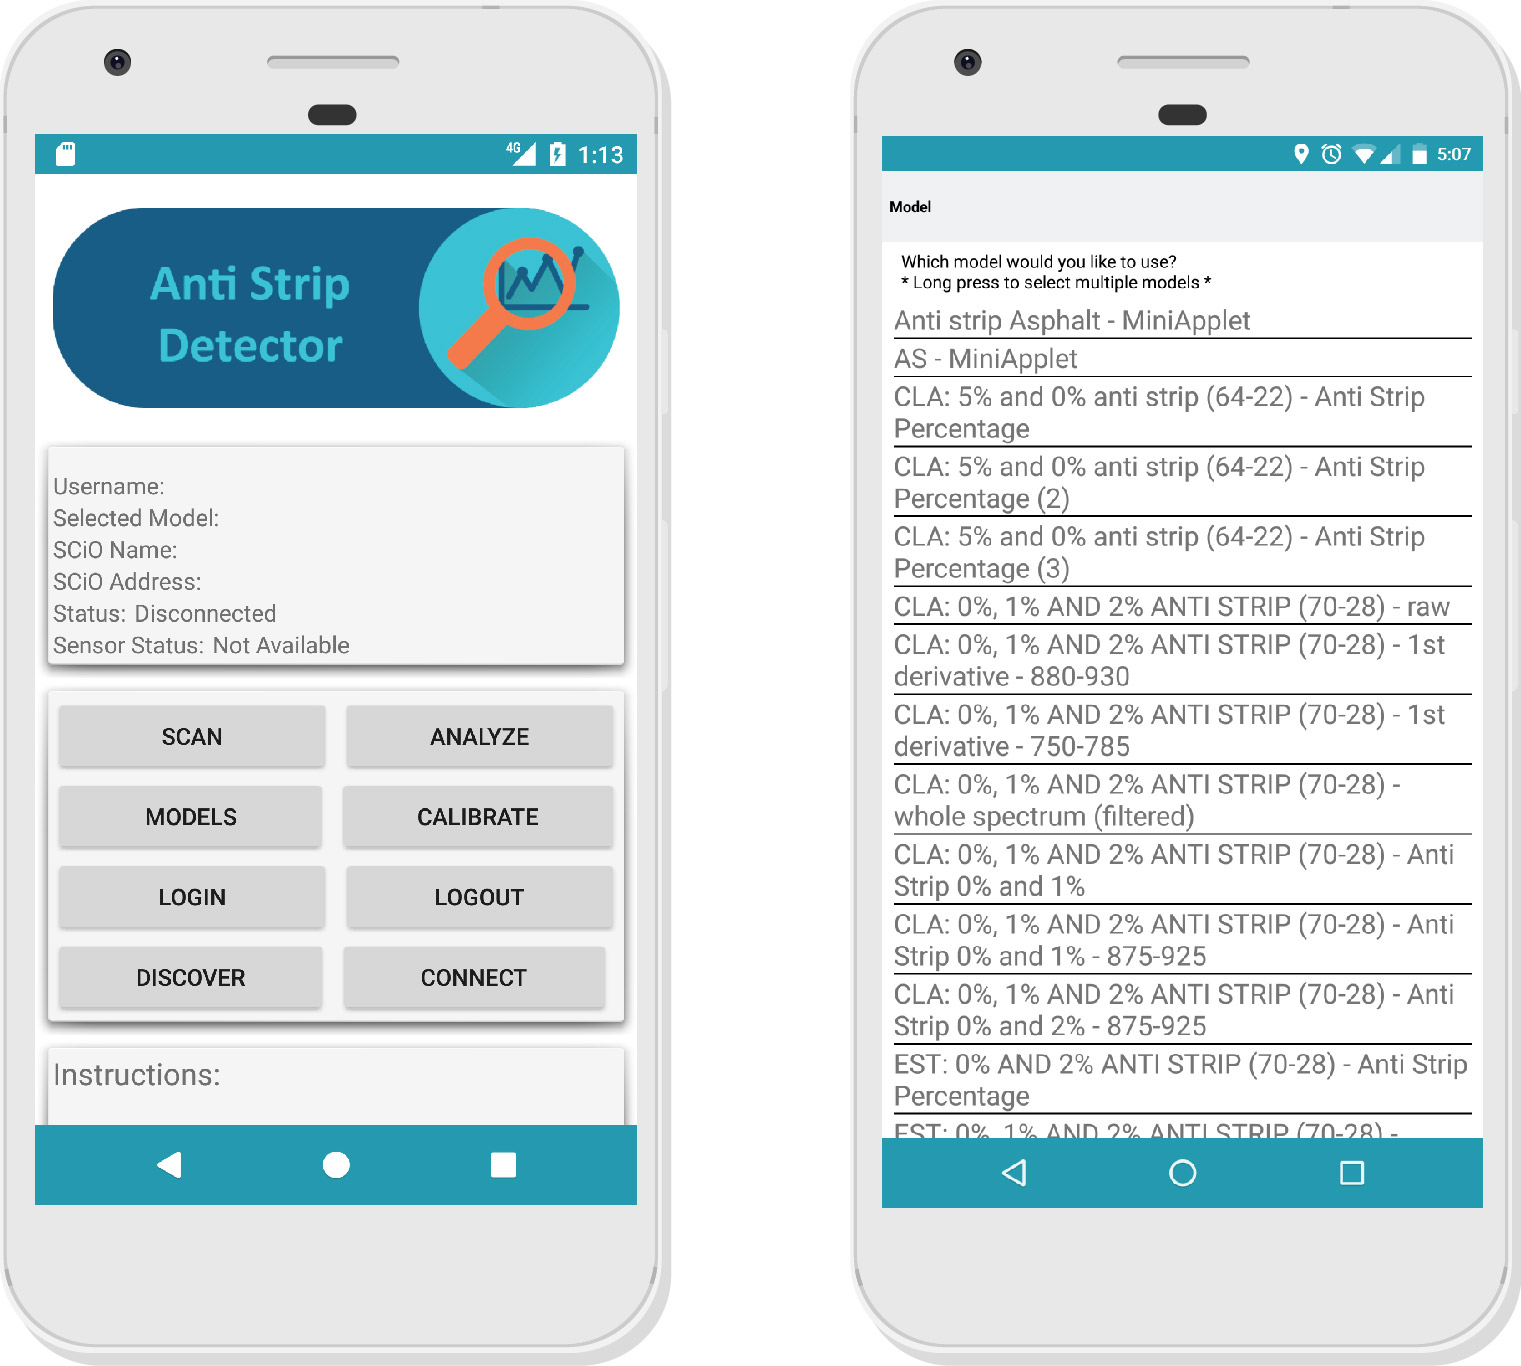 4G 1:13
Anti Strip
Detector
Username:
Selected Model:
SCiO Name:
SCiO Address:
Status: Disconnected
Sensor Status: Not Available
SCAN ANALYZE
MODELS CALIBRATE
LOGIN LOGOUT
DISCOVER CONNECT
Instructions:
5:07
Model
Which model would you like to use?
* Long press to select multiple models *
Anti strip Asphalt - MiniApplet
AS - MiniApplet
CLA: 5% and 0% anti strip (64-22) - Anti Strip
Percentage
CLA: 5% and 0% anti strip (64-22) - Anti Strip
Percentage (2)
CLA: 5% and 0% anti strip (64-22) - Anti Strip
Percentage (3)
CLA: 0%, 1% AND 2% ANTI STRIP (70-28) - raw
CLA: 0%, 1% AND 2% ANTI STRIP (70-28) - 1st
derivative - 880-930
CLA: 0%, 1% AND 2% ANTI STRIP (70-28) - 1st
derivative - 750-785
CLA: 0%, 1% AND 2% ANTI STRIP (70-28) -
whole spectrum (filtered)
CLA: 0%, 1% AND 2% ANTI STRIP (70-28) - Anti
Strip 0% and 1%
CLA: 0%, 1% AND 2% ANTI STRIP (70-28) - Anti
Strip 0% and 1% - 875-925
CLA: 0%, 1% AND 2% ANTI STRIP (70-28) - Anti
Strip 0% and 2% - 875-925
EST: 0% AND 2% ANTI STRIP (70-28) - Anti Strip
Percentage
EST: 0%, 1% AND 2% ANTI STRIP (70-28) -